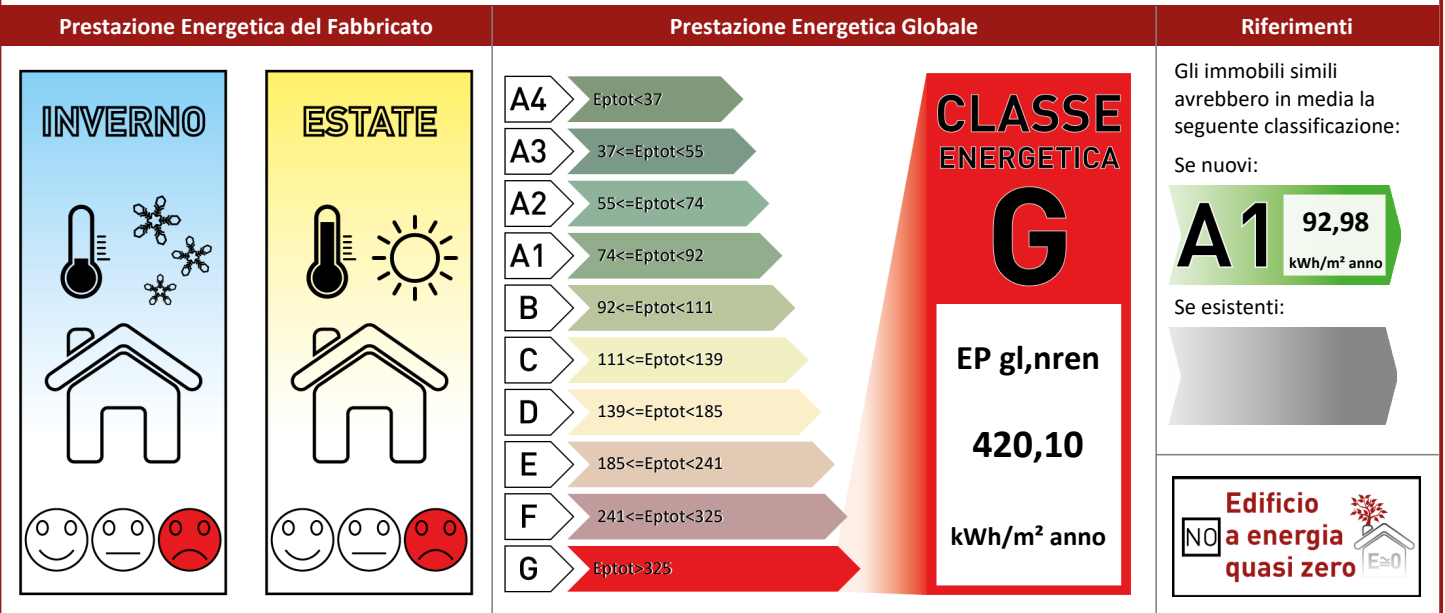 Prestazione Energetica del Fabbricato
Prestazione Energetica Globale
Riferimenti
INVERNO
ESTATE
A4 Eptot<37
A3 37<=Eptot<55
A2 55<=Eptot<74
A1 74<=Eptot<92
B 92<=Eptot<111
C 111<=Eptot<139
D 139<=Eptot<185
E 185<=Eptot<241
F 241<=Eptot<325
G Eptot>325
CLASSE
ENERGETICA
G
EP gl,nren
420,10
kWh/m² anno
Gli immobili simili
avrebbero in media la
seguente classificazione:
Se nuovi:
A1 92,98
kWh/m² anno
Se esistenti:
Edificio
NO a energia
quasi zero E≅0